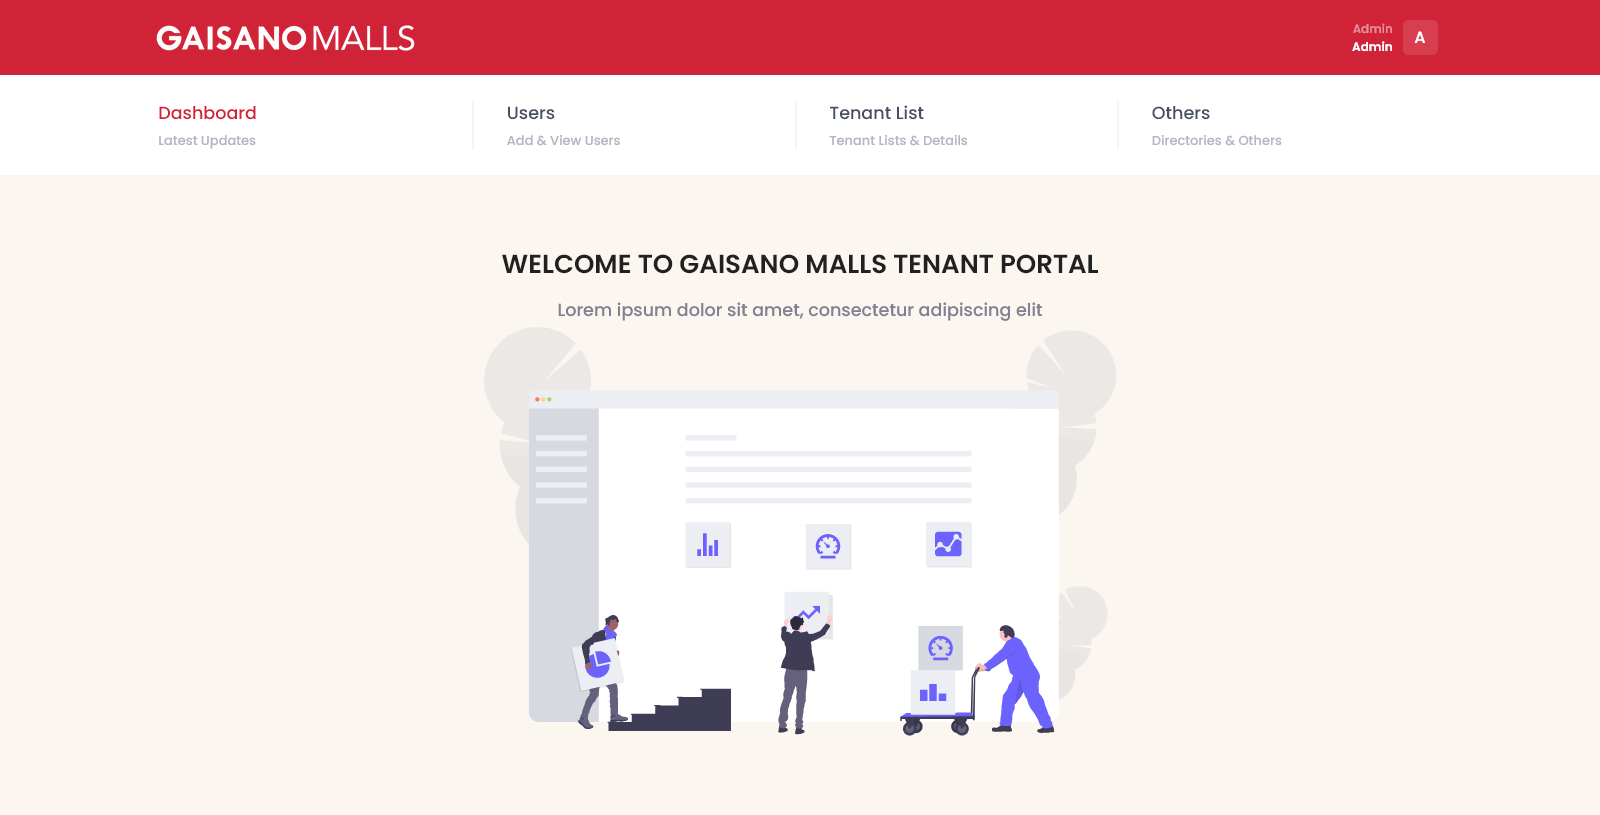 GAISANO MALLS
Admin
Admin
A
Dashboard
Latest Updates
Users
Add & View Users
Tenant List
Tenant Lists & Details
Others
Directories & Others
WELCOME TO GAISANO MALLS TENANT PORTAL
Lorem ipsum dolor sit amet, consectetur adipiscing elit